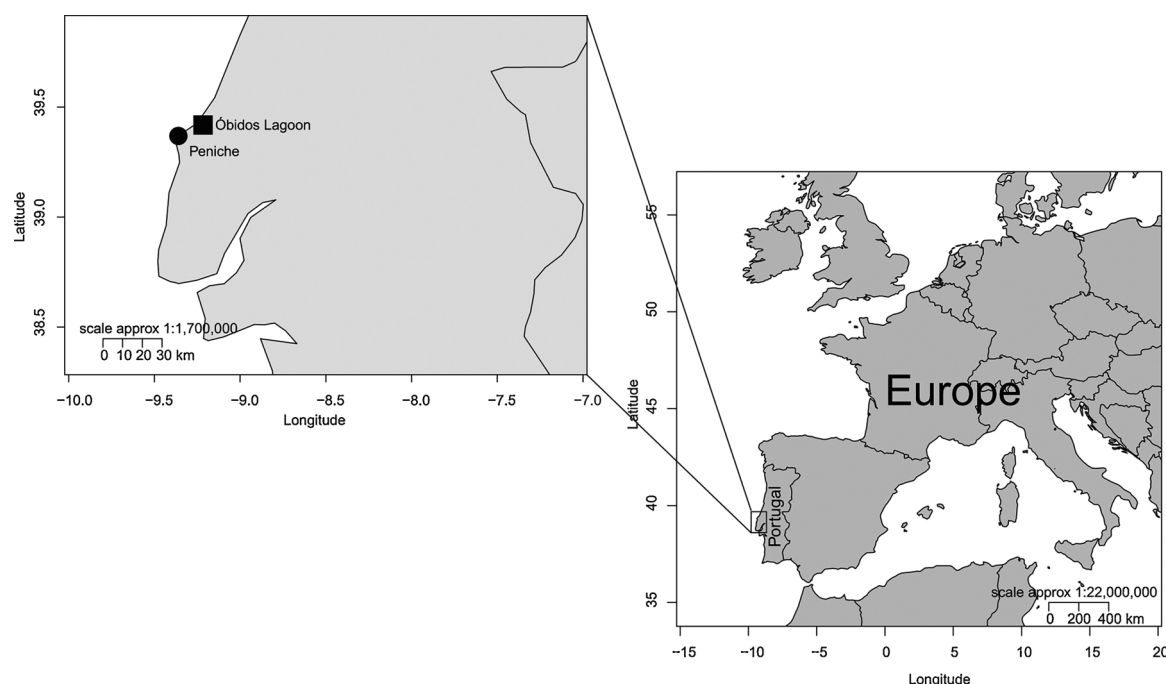 Latitude
39.5
39.0
38.5
Óbidos Lagoon
Peniche
scale approx 1:1,700,000
0 10 20 30 km
−10.0 −9.5 −9.0 −8.5 −8.0 −7.5 −7.0
Longitude
Latitude
55
50
45
40
35
Europe
Portugal
scale approx 1:22,000,000
0 200 400 km
−15 −10 −5 0 5 10 15 20
Longitude